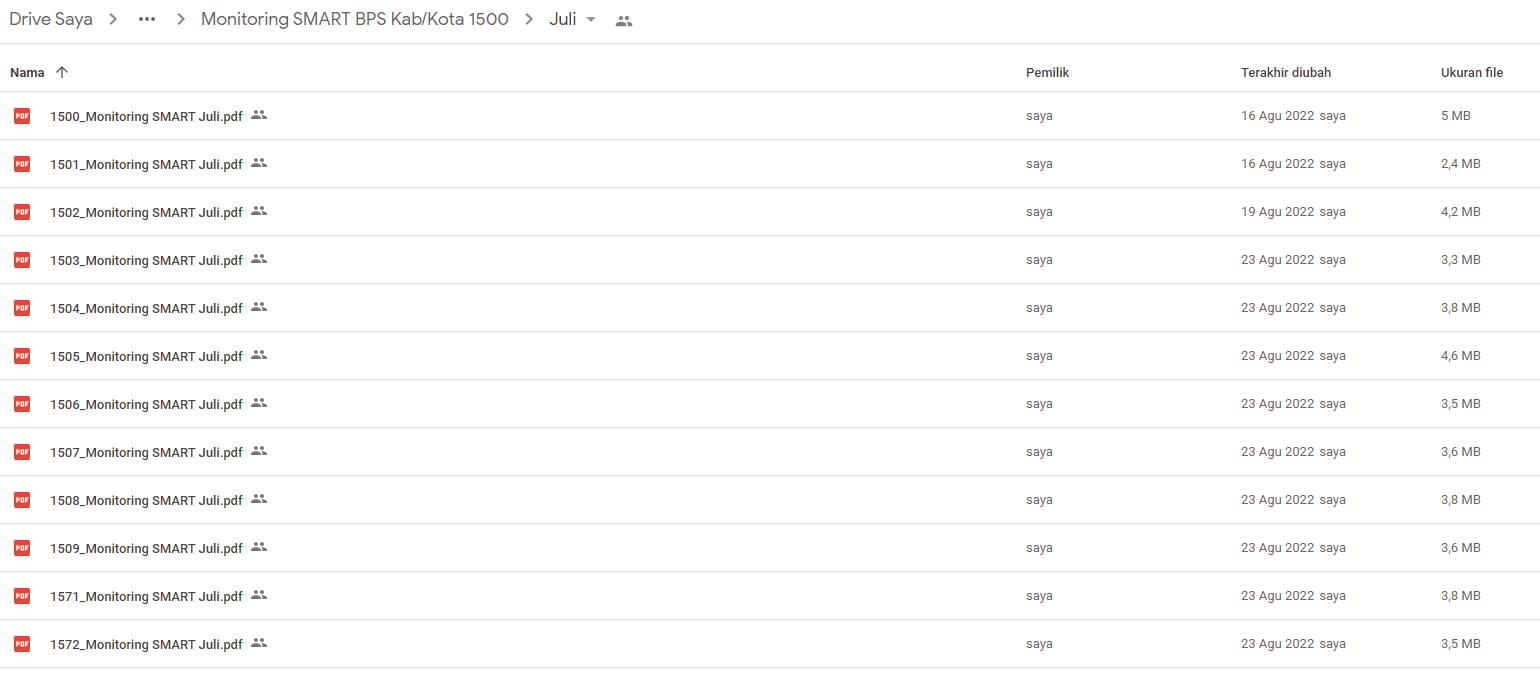 Drive Saya > ••• > Monitoring SMART BPS Kab/Kota 1500 > Juli
Nama Pemilik Terakhir diubah Ukuran file
PDF 1500_Monitoring SMART Juli.pdf saya 16 Agu 2022 saya 5 MB
PDF 1501_Monitoring SMART Juli.pdf saya 16 Agu 2022 saya 2,4 MB
PDF 1502_Monitoring SMART Juli.pdf saya 19 Agu 2022 saya 4,2 MB
PDF 1503_Monitoring SMART Juli.pdf saya 23 Agu 2022 saya 3,3 MB
PDF 1504_Monitoring SMART Juli.pdf saya 23 Agu 2022 saya 3,8 MB
PDF 1505_Monitoring SMART Juli.pdf saya 23 Agu 2022 saya 4,6 MB
PDF 1506_Monitoring SMART Juli.pdf saya 23 Agu 2022 saya 3,5 MB
PDF 1507_Monitoring SMART Juli.pdf saya 23 Agu 2022 saya 3,6 MB
PDF 1508_Monitoring SMART Juli.pdf saya 23 Agu 2022 saya 3,8 MB
PDF 1509_Monitoring SMART Juli.pdf saya 23 Agu 2022 saya 3,6 MB
PDF 1571_Monitoring SMART Juli.pdf saya 23 Agu 2022 saya 3,8 MB
PDF 1572_Monitoring SMART Juli.pdf saya 23 Agu 2022 saya 3,5 MB